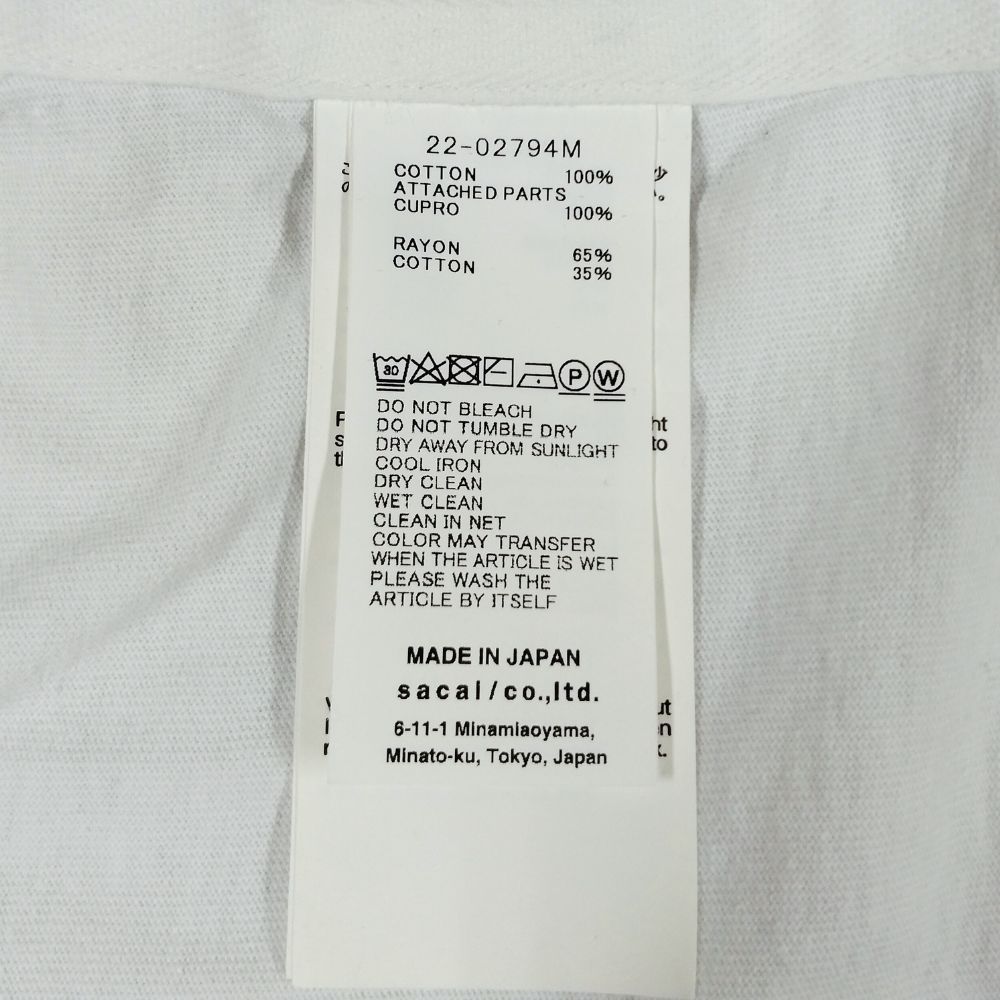 22-02794M
COTTON 100%
ATTACHED PARTS
CUPRO 100%
RAYON 65%
COTTON 35%
30 P W
DO NOT BLEACH
DO NOT TUMBLE DRY
DRY AWAY FROM SUNLIGHT
COOL IRON
DRY CLEAN
WET CLEAN
CLEAN IN NET
COLOR MAY TRANSFER
WHEN THE ARTICLE IS WET
PLEASE WASH THE
ARTICLE BY ITSELF
MADE IN JAPAN
sacai/co.,ltd.
6-11-1 Minamiaoyama,
Minato-ku, Tokyo, Japan